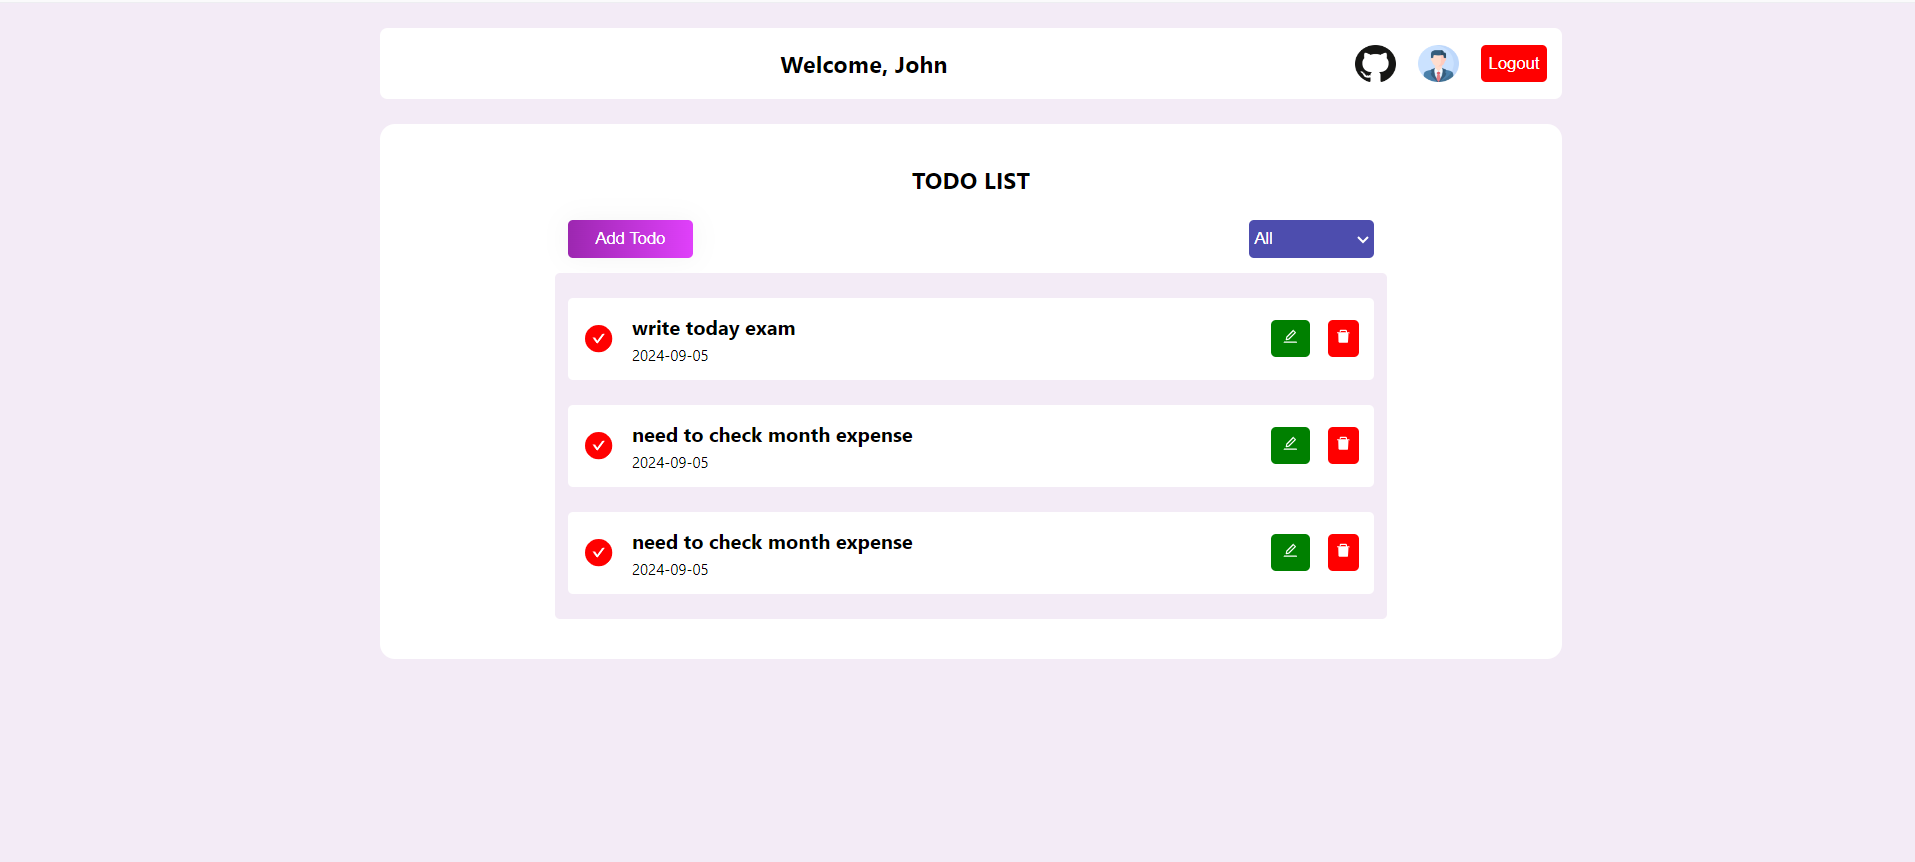 Welcome, John
Logout
TODO LIST
Add Todo
All
write today exam
2024-09-05
need to check month expense
2024-09-05
need to check month expense
2024-09-05